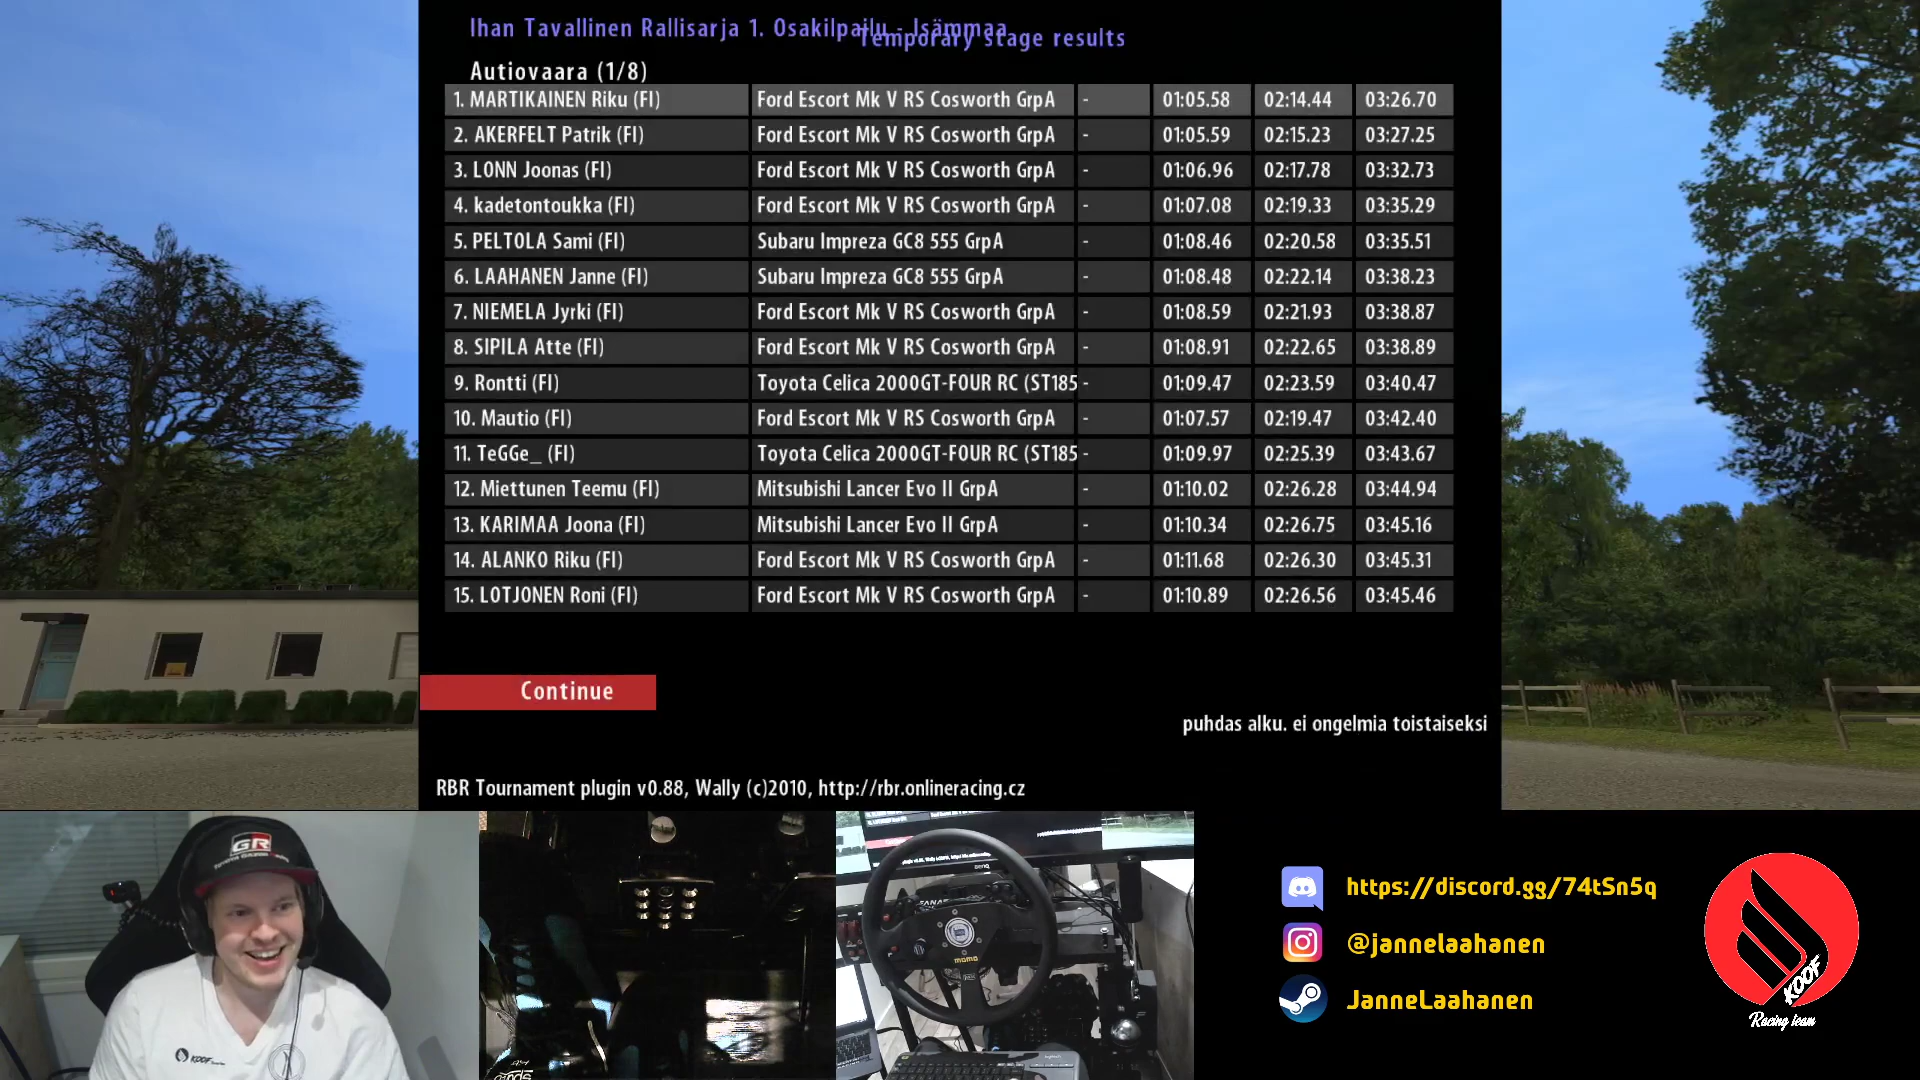 Ihan Tavallinen Rallisarja 1. Osakilpailu - Isämmaa
Temporary stage results
Autiovaara (1/8)
1. MARTIKAINEN Riku (FI) Ford Escort Mk V RS Cosworth GrpA - 01:05.58 02:14.44 03:26.70
2. AKERFELT Patrik (FI) Ford Escort Mk V RS Cosworth GrpA - 01:05.59 02:15.23 03:27.25
3. LONN Joonas (FI) Ford Escort Mk V RS Cosworth GrpA - 01:06.96 02:17.78 03:32.73
4. kadetontoukka (FI) Ford Escort Mk V RS Cosworth GrpA - 01:07.08 02:19.33 03:35.29
5. PELTOLA Sami (FI) Subaru Impreza GC8 555 GrpA - 01:08.46 02:20.58 03:35.51
6. LAAHANEN Janne (FI) Subaru Impreza GC8 555 GrpA - 01:08.48 02:22.14 03:38.23
7. NIEMELA Jyrki (FI) Ford Escort Mk V RS Cosworth GrpA - 01:08.59 02:21.93 03:38.87
8. SIPILA Atte (FI) Ford Escort Mk V RS Cosworth GrpA - 01:08.91 02:22.65 03:38.89
9. Rontti (FI) Toyota Celica 2000GT-FOUR RC (ST185 - 01:09.47 02:23.59 03:40.47
10. Mautio (FI) Ford Escort Mk V RS Cosworth GrpA - 01:07.57 02:19.47 03:42.40
11. TeGGe_ (FI) Toyota Celica 2000GT-FOUR RC (ST185 - 01:09.97 02:25.39 03:43.67
12. Miettunen Teemu (FI) Mitsubishi Lancer Evo II GrpA - 01:10.02 02:26.28 03:44.94
13. KARIMAA Joona (FI) Mitsubishi Lancer Evo II GrpA - 01:10.34 02:26.75 03:45.16
14. ALANKO Riku (FI) Ford Escort Mk V RS Cosworth GrpA - 01:11.68 02:26.30 03:45.31
15. LOTJONEN Roni (FI) Ford Escort Mk V RS Cosworth GrpA - 01:10.89 02:26.56 03:45.46
Continue
puhdas alku. ei ongelmia toistaiseksi
RBR Tournament plugin v0.88, Wally (c)2010, http://rbr.onlineracing.cz
GR
KOOF
momo
https://discord.gg/74tSn5q
@jannelaahanen
JanneLaahanen
KOOF
Racing team